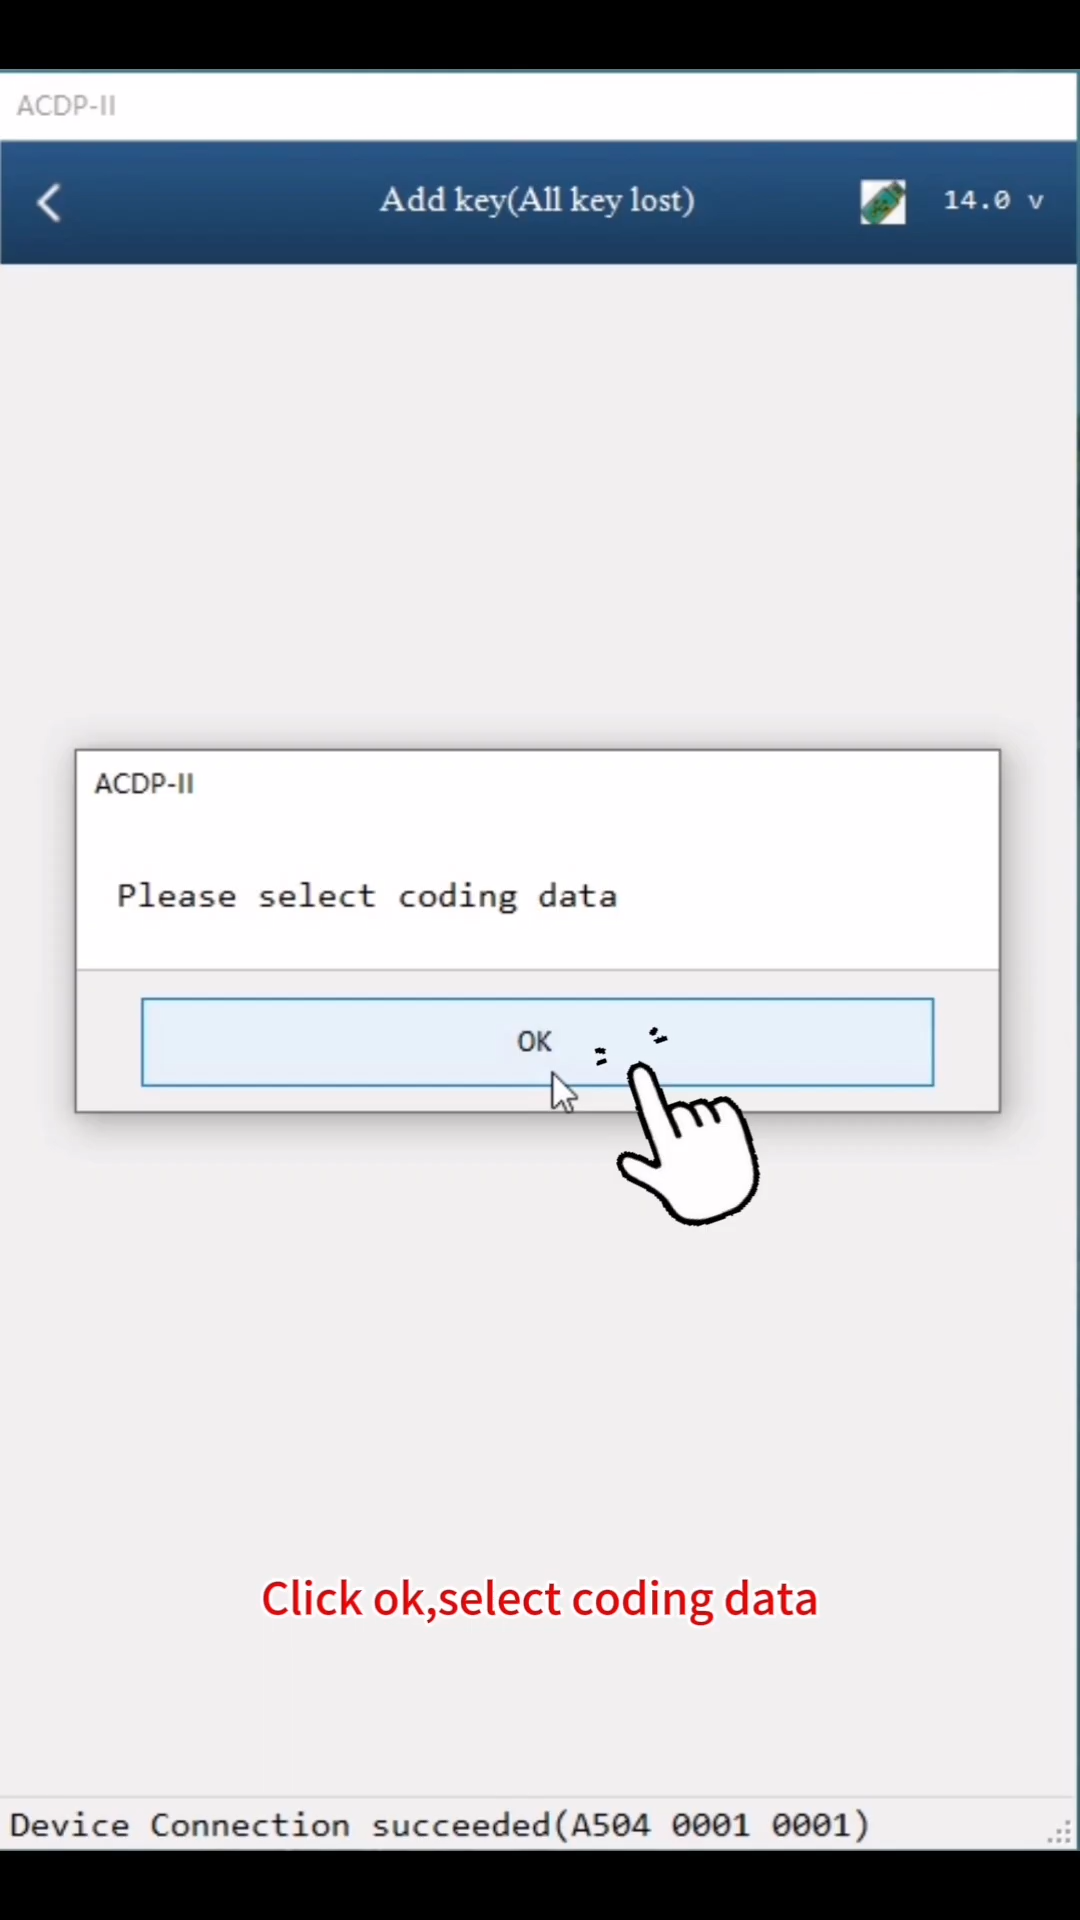 ACDP-II
Add key(All key lost)
14.0 v
ACDP-II
Please select coding data
OK
Click ok,select coding data
Device Connection succeeded(A504 0001 0001)